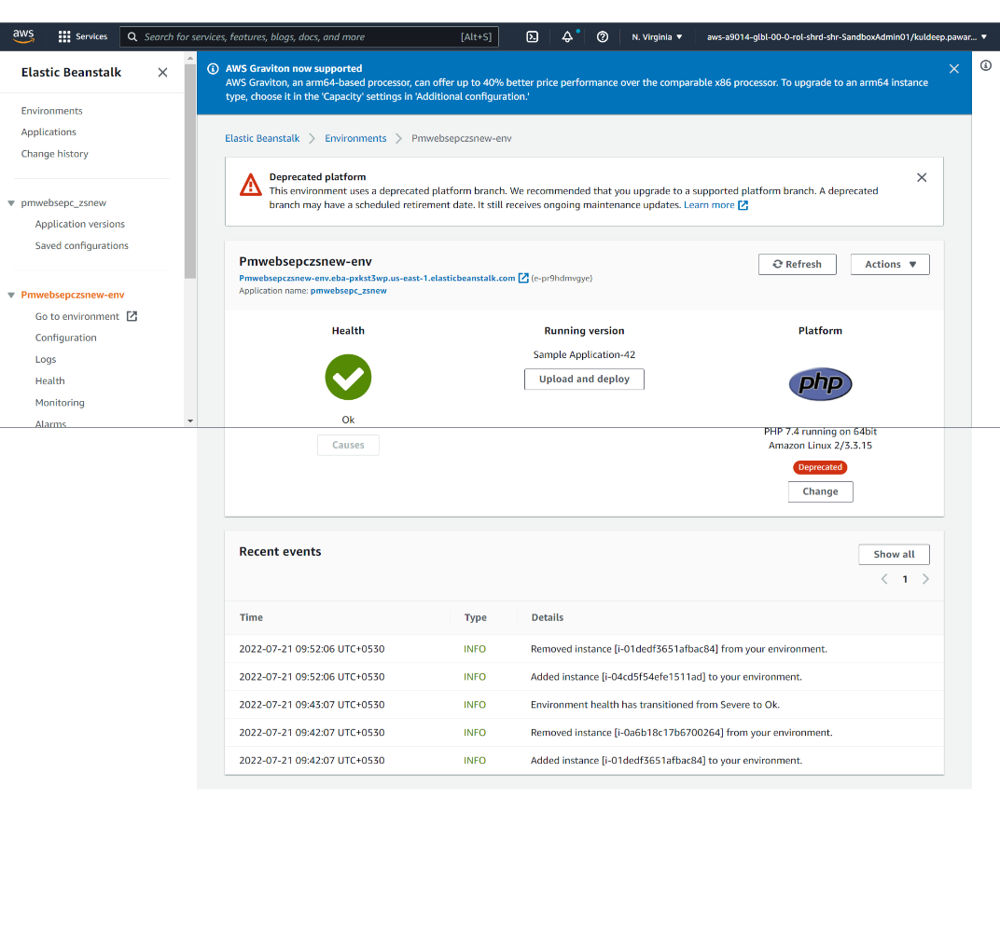 aws Services Search for services, features, blogs, docs, and more [Alt+S] N. Virginia aws-a9014-glbl-00-0-rol-shrd-shr-SandboxAdmin01/kuldeep.pawar...
Elastic Beanstalk
Environments
Applications
Change history
pmwebsepc_zsnew
Application versions
Saved configurations
Pmwebsepczsnew-env
Go to environment
Configuration
Logs
Health
Monitoring
Alarms
AWS Graviton now supported
AWS Graviton, an arm64-based processor, can offer up to 40% better price performance over the comparable x86 processor. To upgrade to an arm64 instance
type, choose it in the 'Capacity' settings in 'Additional configuration.'
Elastic Beanstalk Environments Pmwebsepczsnew-env
Deprecated platform
This environment uses a deprecated platform branch. We recommended that you upgrade to a supported platform branch. A deprecated
branch may have a scheduled retirement date. It still receives ongoing maintenance updates. Learn more
Pmwebsepczsnew-env
Refresh Actions
Pmwebsepczsnew-env.eba-pxkst3wp.us-east-1.elasticbeanstalk.com (e-pr9hdmvgye)
Application name: pmwebsepc_zsnew
Health Running version Platform
Sample Application-42
Upload and deploy
php
Ok
PHP 7.4 running on 64bit
Amazon Linux 2/3.3.15
Causes
Deprecated
Change
Recent events
Show all
1
Time Type Details
2022-07-21 09:52:06 UTC+0530 INFO Removed instance [i-01dedf3651afbac84] from your environment.
2022-07-21 09:52:06 UTC+0530 INFO Added instance [i-04cd5f54efe1511ad] to your environment.
2022-07-21 09:43:07 UTC+0530 INFO Environment health has transitioned from Severe to Ok.
2022-07-21 09:42:07 UTC+0530 INFO Removed instance [i-0a6b18c17b6700264] from your environment.
2022-07-21 09:42:07 UTC+0530 INFO Added instance [i-01dedf3651afbac84] to your environment.